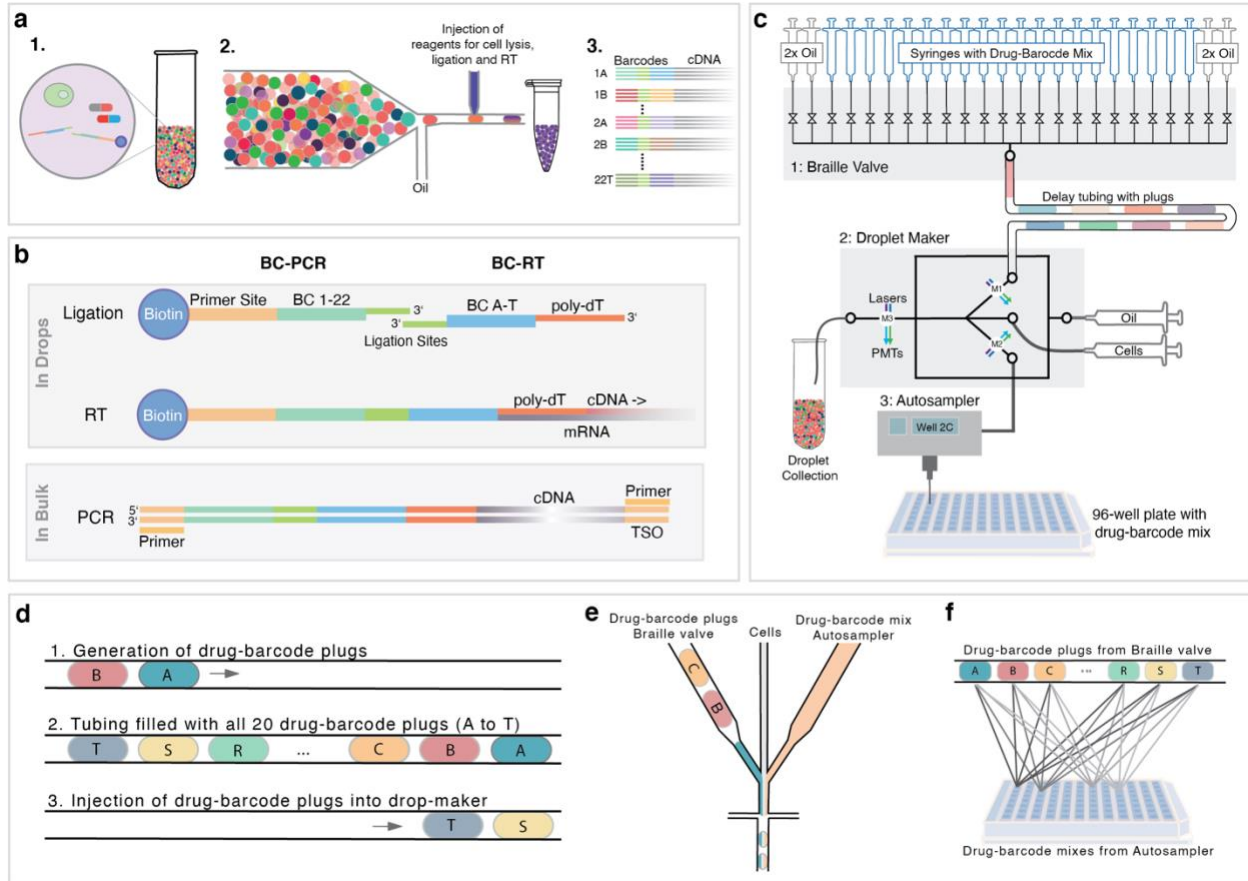 a
1.
2.
Injection of
reagents for cell lysis,
ligation and RT
Oil
3.
Barcodes cDNA
1A
1B
2A
2B
22T
b
BC-PCR BC-RT
In Drops
Ligation
Biotin
Primer Site
BC 1-22
3'
3'
Ligation Sites
BC A-T
poly-dT
3'
RT
Biotin
poly-dT cDNA ->
mRNA
In Bulk
PCR
5'
3'
Primer
cDNA
Primer
TSO
c
2x Oil
Syringes with Drug-Barocde Mix
2x Oil
1: Braille Valve
Delay tubing with plugs
2: Droplet Maker
Lasers
M3
PMTs
M1
M2
Oil
Cells
3: Autosampler
Well 2C
Droplet
Collection
96-well plate with
drug-barcode mix
d
1. Generation of drug-barcode plugs
B A
2. Tubing filled with all 20 drug-barcode plugs (A to T)
T S R ... C B A
3. Injection of drug-barcode plugs into drop-maker
T S
e
Drug-barcode plugs
Braille valve
Cells
Drug-barcode mix
Autosampler
C
B
f
Drug-barcode plugs from Braille valve
A B C ... R S T
Drug-barcode mixes from Autosampler